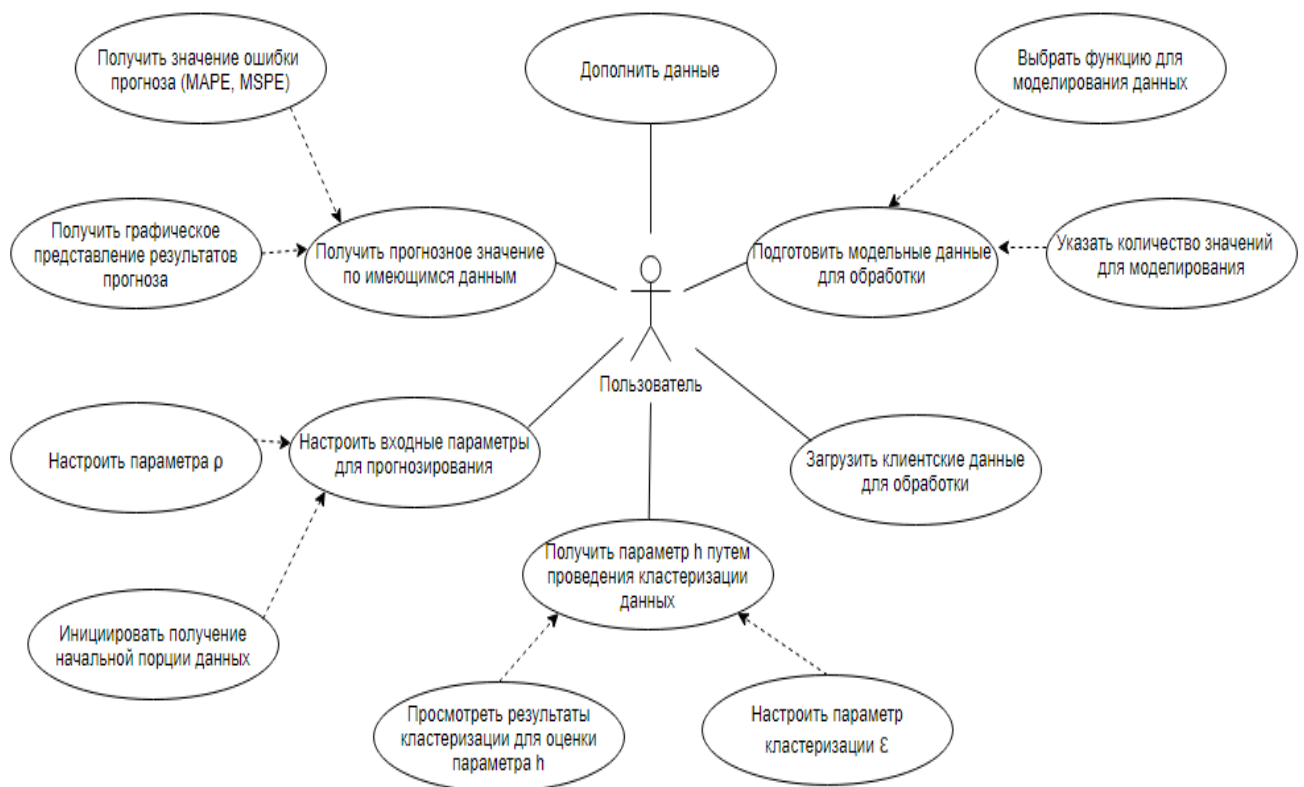 Получить значение ошибки
прогноза (MAPE, MSPE)
Дополнить данные
Выбрать функцию для
моделирования данных
Получить графическое
представление результатов
прогноза
Получить прогнозное значение
по имеющимся данным
Подготовить модельные данные
для обработки
Указать количество значений
для моделирования
Пользователь
Настроить параметра ρ
Настроить входные параметры
для прогнозирования
Загрузить клиентские данные
для обработки
Получить параметр h путем
проведения кластеризации
данных
Инициировать получение
начальной порции данных
Просмотреть результаты
кластеризации для оценки
параметра h
Настроить параметр
кластеризации Ɛ